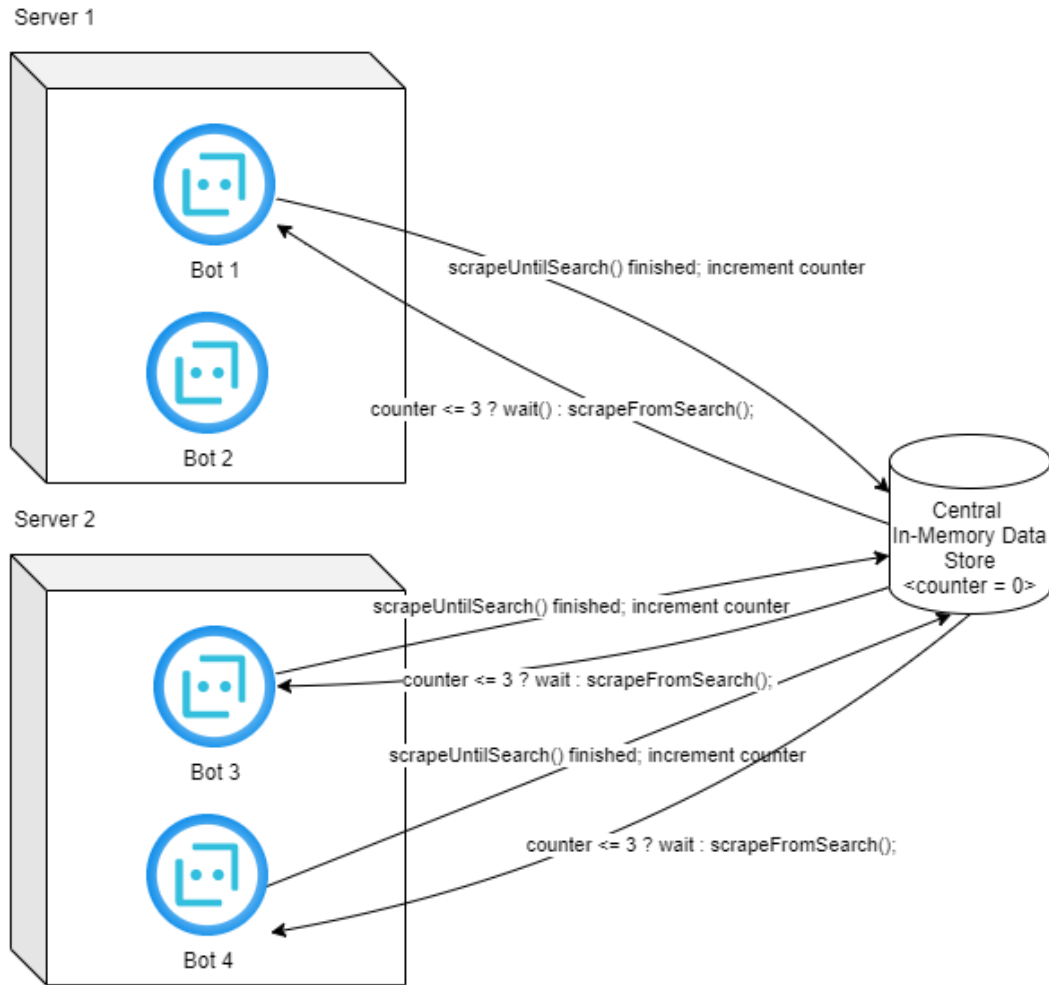 Server 1
Bot 1
scrapeUntilSearch() finished; increment counter
counter <= 3 ? wait() : scrapeFromSearch();
Bot 2
Server 2
Central
In-Memory Data
Store
<counter = 0>
scrapeUntilSearch() finished; increment counter
counter <= 3 ? wait : scrapeFromSearch();
Bot 3
scrapeUntilSearch() finished; increment counter
counter <= 3 ? wait : scrapeFromSearch();
Bot 4